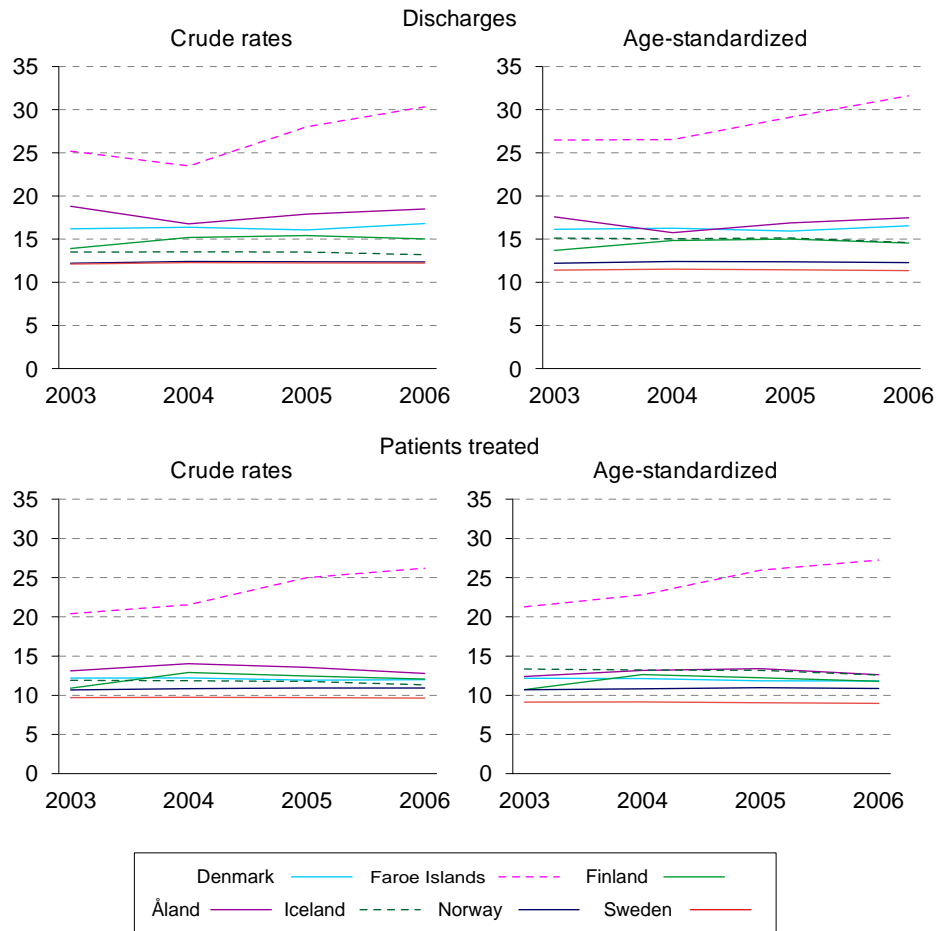 Discharges
Crude rates
Age-standardized
35
30
25
20
15
10
5
0
2003 2004 2005 2006
35
30
25
20
15
10
5
0
2003 2004 2005 2006
Patients treated
Crude rates
Age-standardized
35
30
25
20
15
10
5
0
2003 2004 2005 2006
35
30
25
20
15
10
5
0
2003 2004 2005 2006
Denmark Faroe Islands Finland
Åland Iceland Norway Sweden